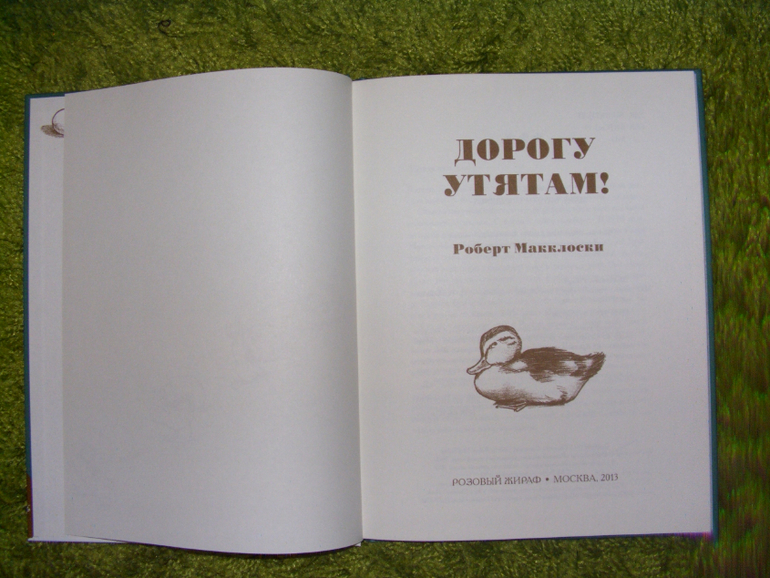 ДОРОГУ
УТЯТАМ!
Роберт Макклоски
РОЗОВЫЙ ЖИРАФ • МОСКВА, 2013